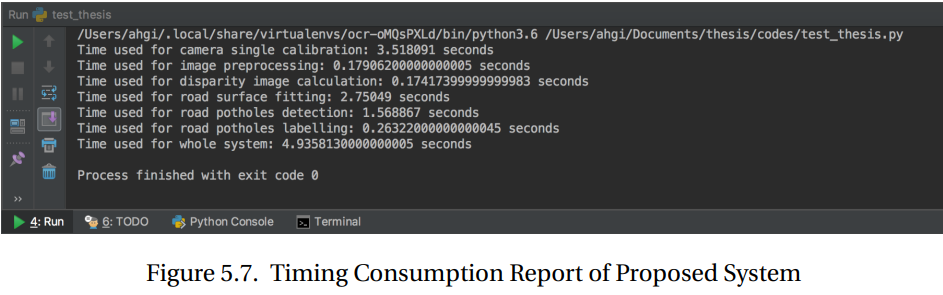 Run test_thesis
/Users/ahgi/.local/share/virtualenvs/ocr-oMQsPXLd/bin/python3.6 /Users/ahgi/Documents/thesis/codes/test_thesis.py
Time used for camera single calibration: 3.518091 seconds
Time used for image preprocessing: 0.17906200000000005 seconds
Time used for disparity image calculation: 0.17417399999999983 seconds
Time used for road surface fitting: 2.75049 seconds
Time used for road potholes detection: 1.568867 seconds
Time used for road potholes labelling: 0.26322000000000045 seconds
Time used for whole system: 4.9358130000000005 seconds
Process finished with exit code 0
4: Run 6: TODO Python Console Terminal
Figure 5.7. Timing Consumption Report of Proposed System